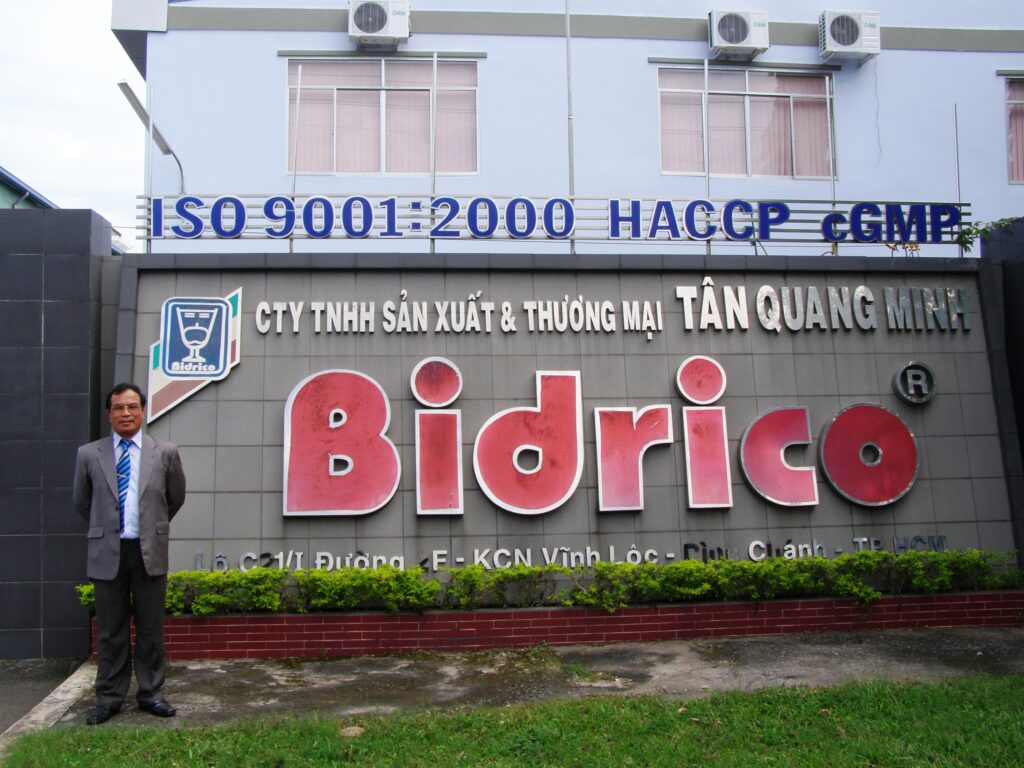 ISO 9001:2000 HACCP cGMP
CTY TNHH SẢN XUẤT & THƯƠNG MẠI TÂN QUANG MINH
Bidrico
Bidrico ®
Lô C21/I Đường F - KCN Vĩnh Lộc - Bình Chánh - TP.HCM